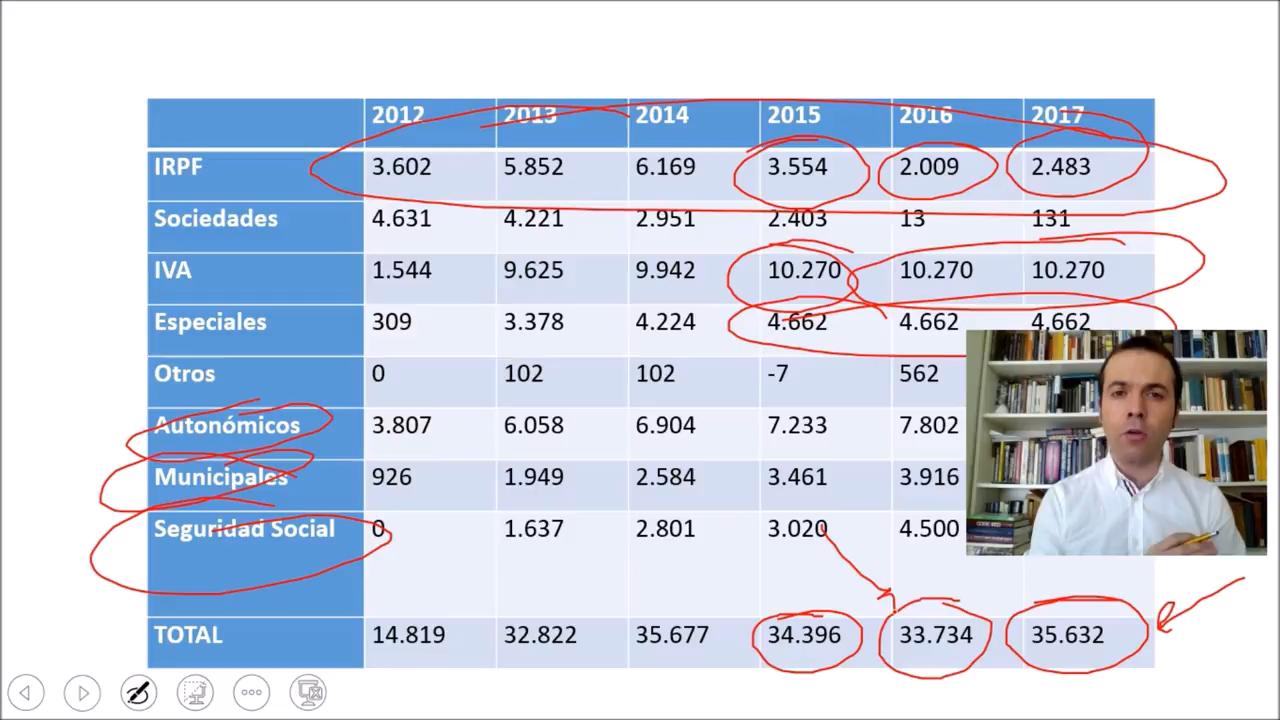 2012 2013 2014 2015 2016 2017
IRPF 3.602 5.852 6.169 3.554 2.009 2.483
Sociedades 4.631 4.221 2.951 2.403 13 131
IVA 1.544 9.625 9.942 10.270 10.270 10.270
Especiales 309 3.378 4.224 4.662 4.662 4.662
Otros 0 102 102 -7 562
Autonómicos 3.807 6.058 6.904 7.233 7.802
Municipales 926 1.949 2.584 3.461 3.916
Seguridad Social 0 1.637 2.801 3.020 4.500
TOTAL 14.819 32.822 35.677 34.396 33.734 35.632